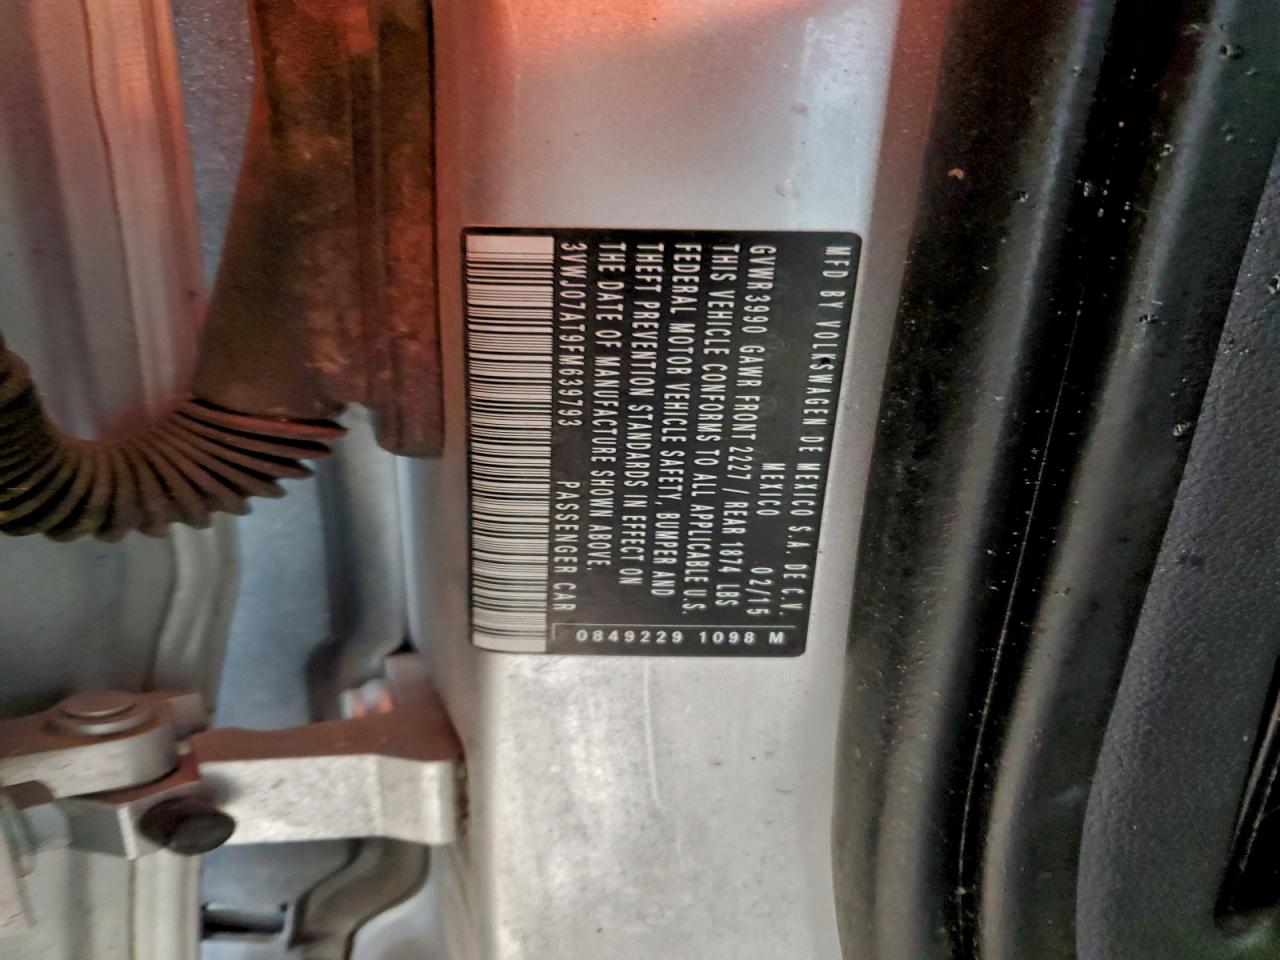 MFD BY VOLKSWAGEN DE MEXICO S.A. DE C.V.
MEXICO 02/15
GVWR 3990 GAWR FRONT 2227 / REAR 1874 LBS
THIS VEHICLE CONFORMS TO ALL APPLICABLE U.S.
FEDERAL MOTOR VEHICLE SAFETY, BUMPER AND
THEFT PREVENTION STANDARDS IN EFFECT ON
THE DATE OF MANUFACTURE SHOWN ABOVE.
3VWJ07AT9FM639793 PASSENGER CAR
0849229 1098 M